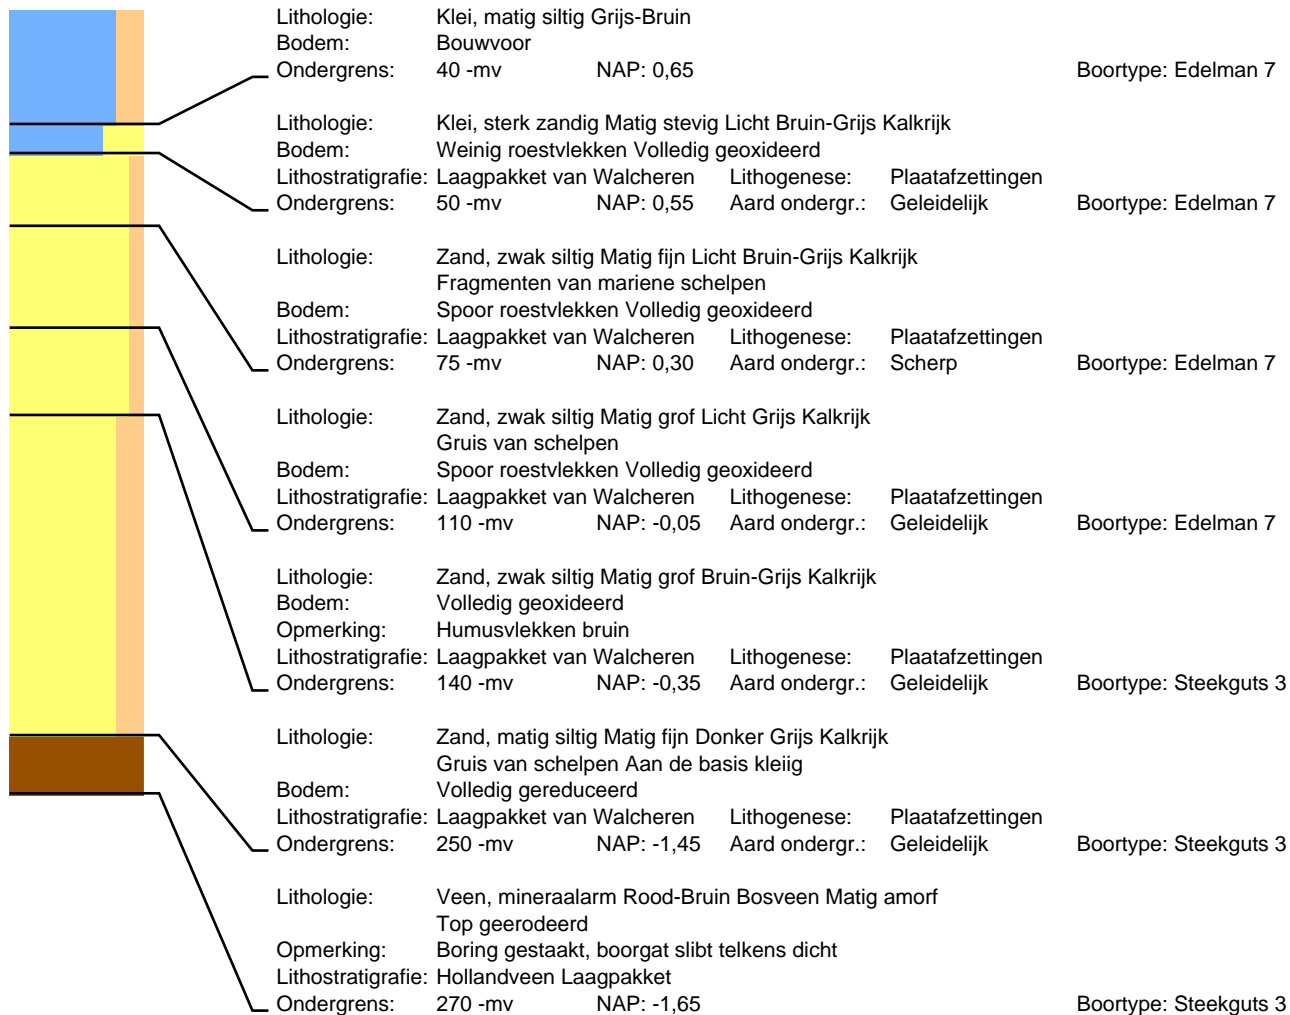 Lithologie: Klei, matig siltig Grijs-Bruin
Bodem: Bouwvoor
Ondergrens: 40 -mv NAP: 0,65 Boortype: Edelman 7
Lithologie: Klei, sterk zandig Matig stevig Licht Bruin-Grijs Kalkrijk
Bodem: Weinig roestvlekken Volledig geoxideerd
Lithostratigrafie: Laagpakket van Walcheren Lithogenese: Plaatafzettingen
Ondergrens: 50 -mv NAP: 0,55 Aard ondergr.: Geleidelijk Boortype: Edelman 7
Lithologie: Zand, zwak siltig Matig fijn Licht Bruin-Grijs Kalkrijk
Fragmenten van mariene schelpen
Bodem: Spoor roestvlekken Volledig geoxideerd
Lithostratigrafie: Laagpakket van Walcheren Lithogenese: Plaatafzettingen
Ondergrens: 75 -mv NAP: 0,30 Aard ondergr.: Scherp Boortype: Edelman 7
Lithologie: Zand, zwak siltig Matig grof Licht Grijs Kalkrijk
Gruis van schelpen
Bodem: Spoor roestvlekken Volledig geoxideerd
Lithostratigrafie: Laagpakket van Walcheren Lithogenese: Plaatafzettingen
Ondergrens: 110 -mv NAP: -0,05 Aard ondergr.: Geleidelijk Boortype: Edelman 7
Lithologie: Zand, zwak siltig Matig grof Bruin-Grijs Kalkrijk
Bodem: Volledig geoxideerd
Opmerking: Humusvlekken bruin
Lithostratigrafie: Laagpakket van Walcheren Lithogenese: Plaatafzettingen
Ondergrens: 140 -mv NAP: -0,35 Aard ondergr.: Geleidelijk Boortype: Steekguts 3
Lithologie: Zand, matig siltig Matig fijn Donker Grijs Kalkrijk
Gruis van schelpen Aan de basis kleiig
Bodem: Volledig gereduceerd
Lithostratigrafie: Laagpakket van Walcheren Lithogenese: Plaatafzettingen
Ondergrens: 250 -mv NAP: -1,45 Aard ondergr.: Geleidelijk Boortype: Steekguts 3
Lithologie: Veen, mineraalarm Rood-Bruin Bosveen Matig amorf
Top geerodeerd
Opmerking: Boring gestaakt, boorgat slibt telkens dicht
Lithostratigrafie: Hollandveen Laagpakket
Ondergrens: 270 -mv NAP: -1,65 Boortype: Steekguts 3